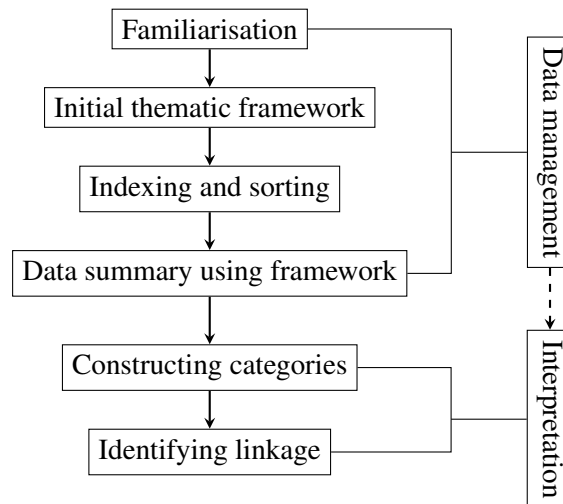 Familiarisation
Initial thematic framework
Indexing and sorting
Data summary using framework
Constructing categories
Identifying linkage
Data management
Interpretation